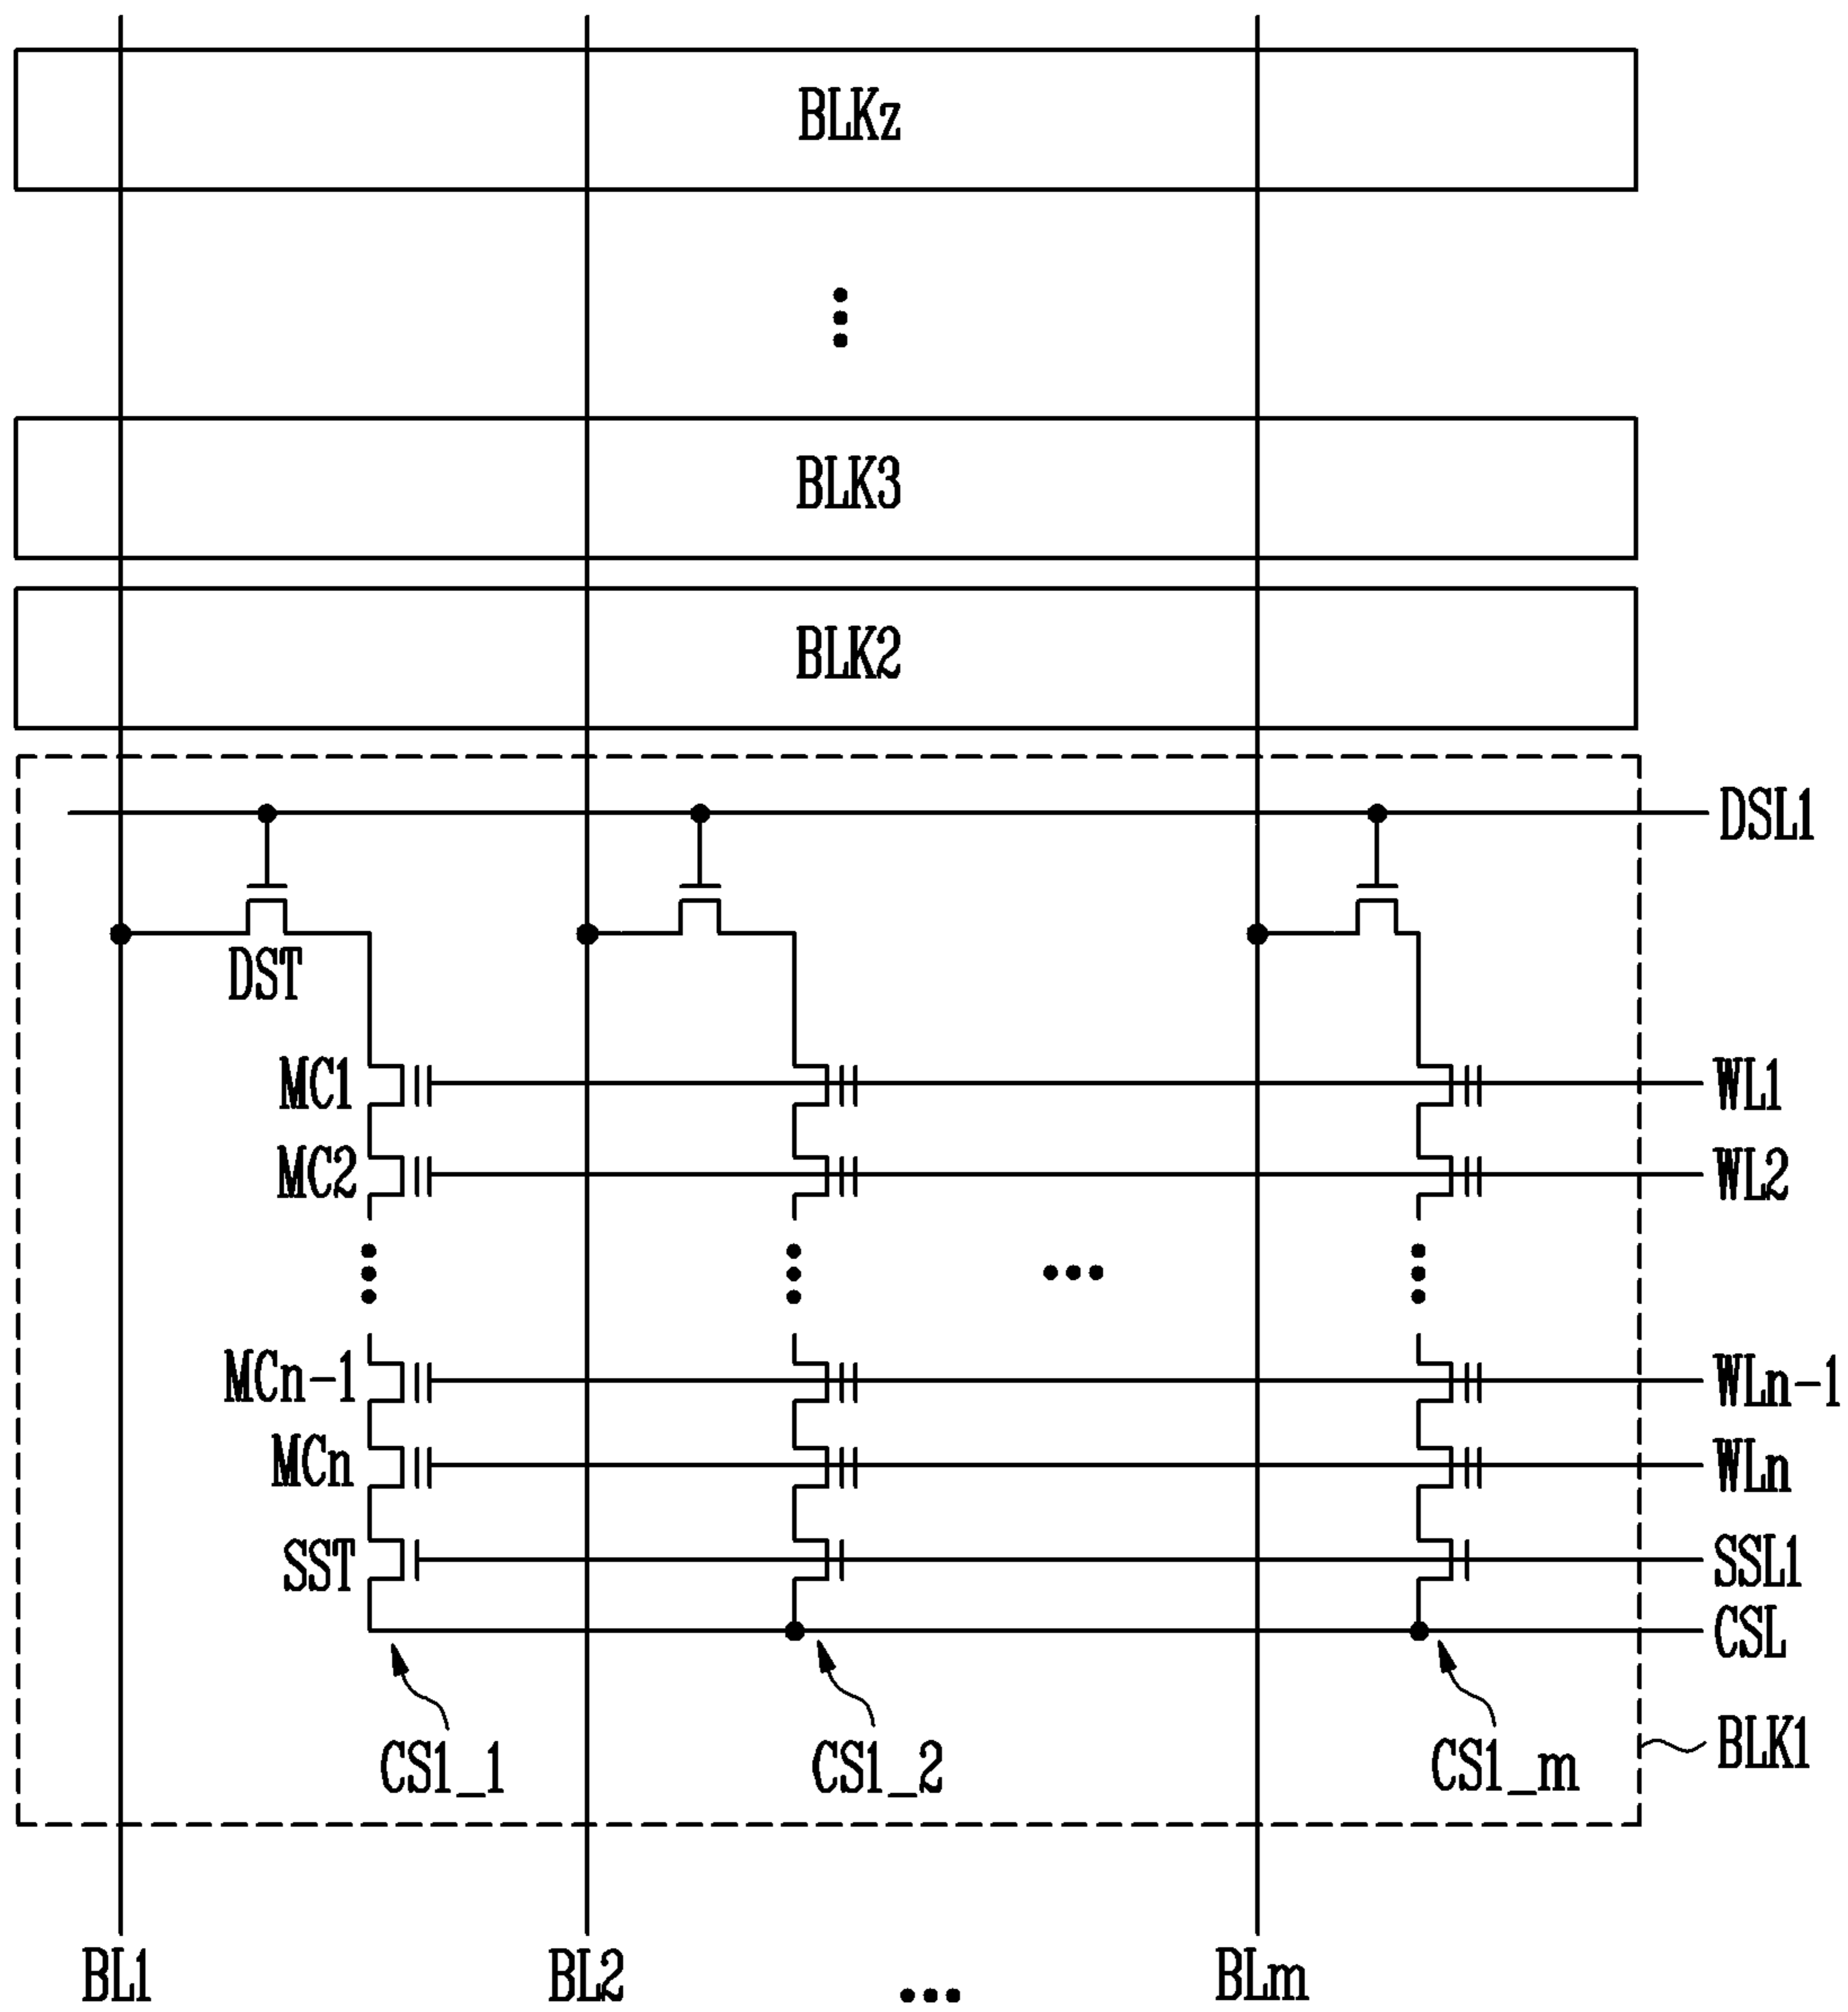 BLKz
BLK3
BLK2
DSL1
DST
MC1
WL1
MC2
WL2
MCn-1
WLn-1
MCn
WLn
SST
SSL1
CSL
CS1_1
CS1_2
CS1_m
BLK1
BL1
BL2
BLm